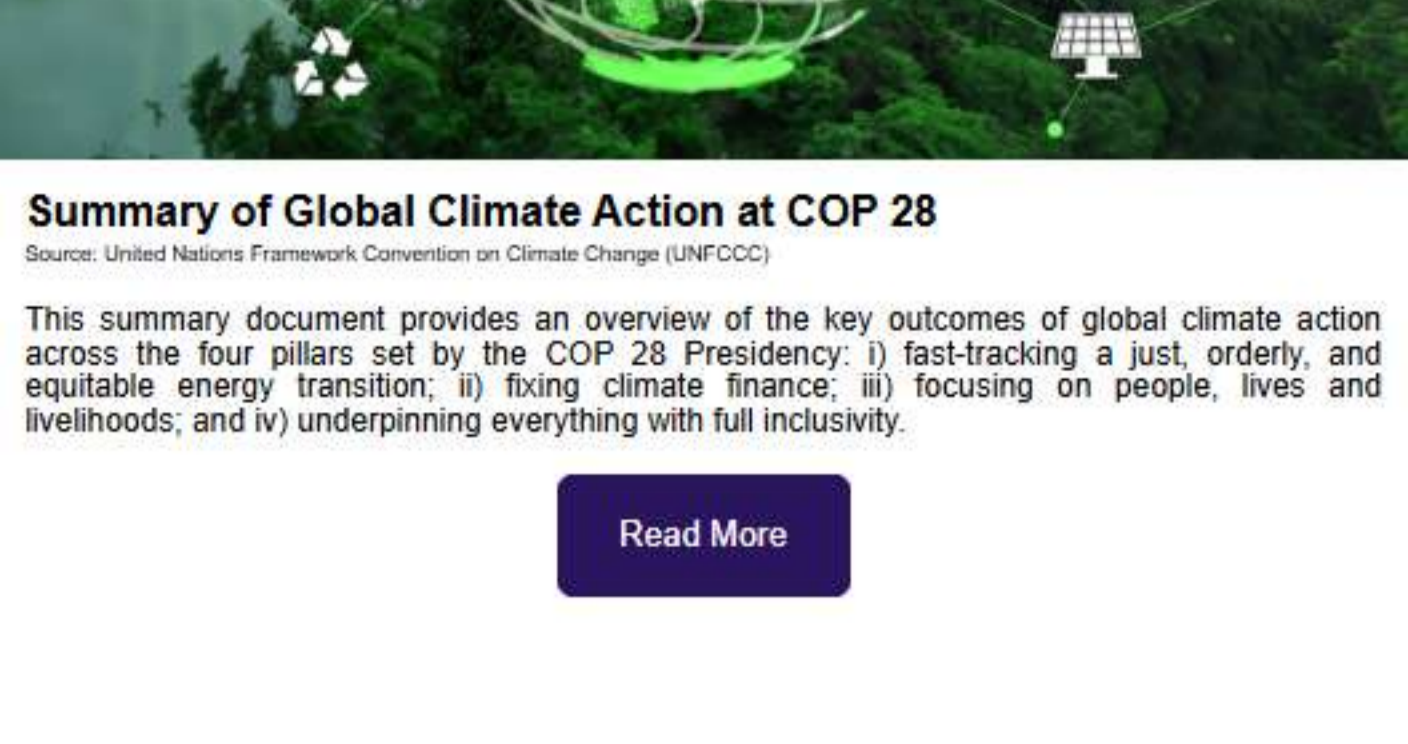 Summary of Global Climate Action at COP 28
Source: United Nations Framework Convention on Climate Change (UNFCCC)
This summary document provides an overview of the key outcomes of global climate action
across the four pillars set by the COP 28 Presidency: i) fast-tracking a just, orderly, and
equitable energy transition; ii) fixing climate finance; iii) focusing on people, lives and
livelihoods; and iv) underpinning everything with full inclusivity.
Read More